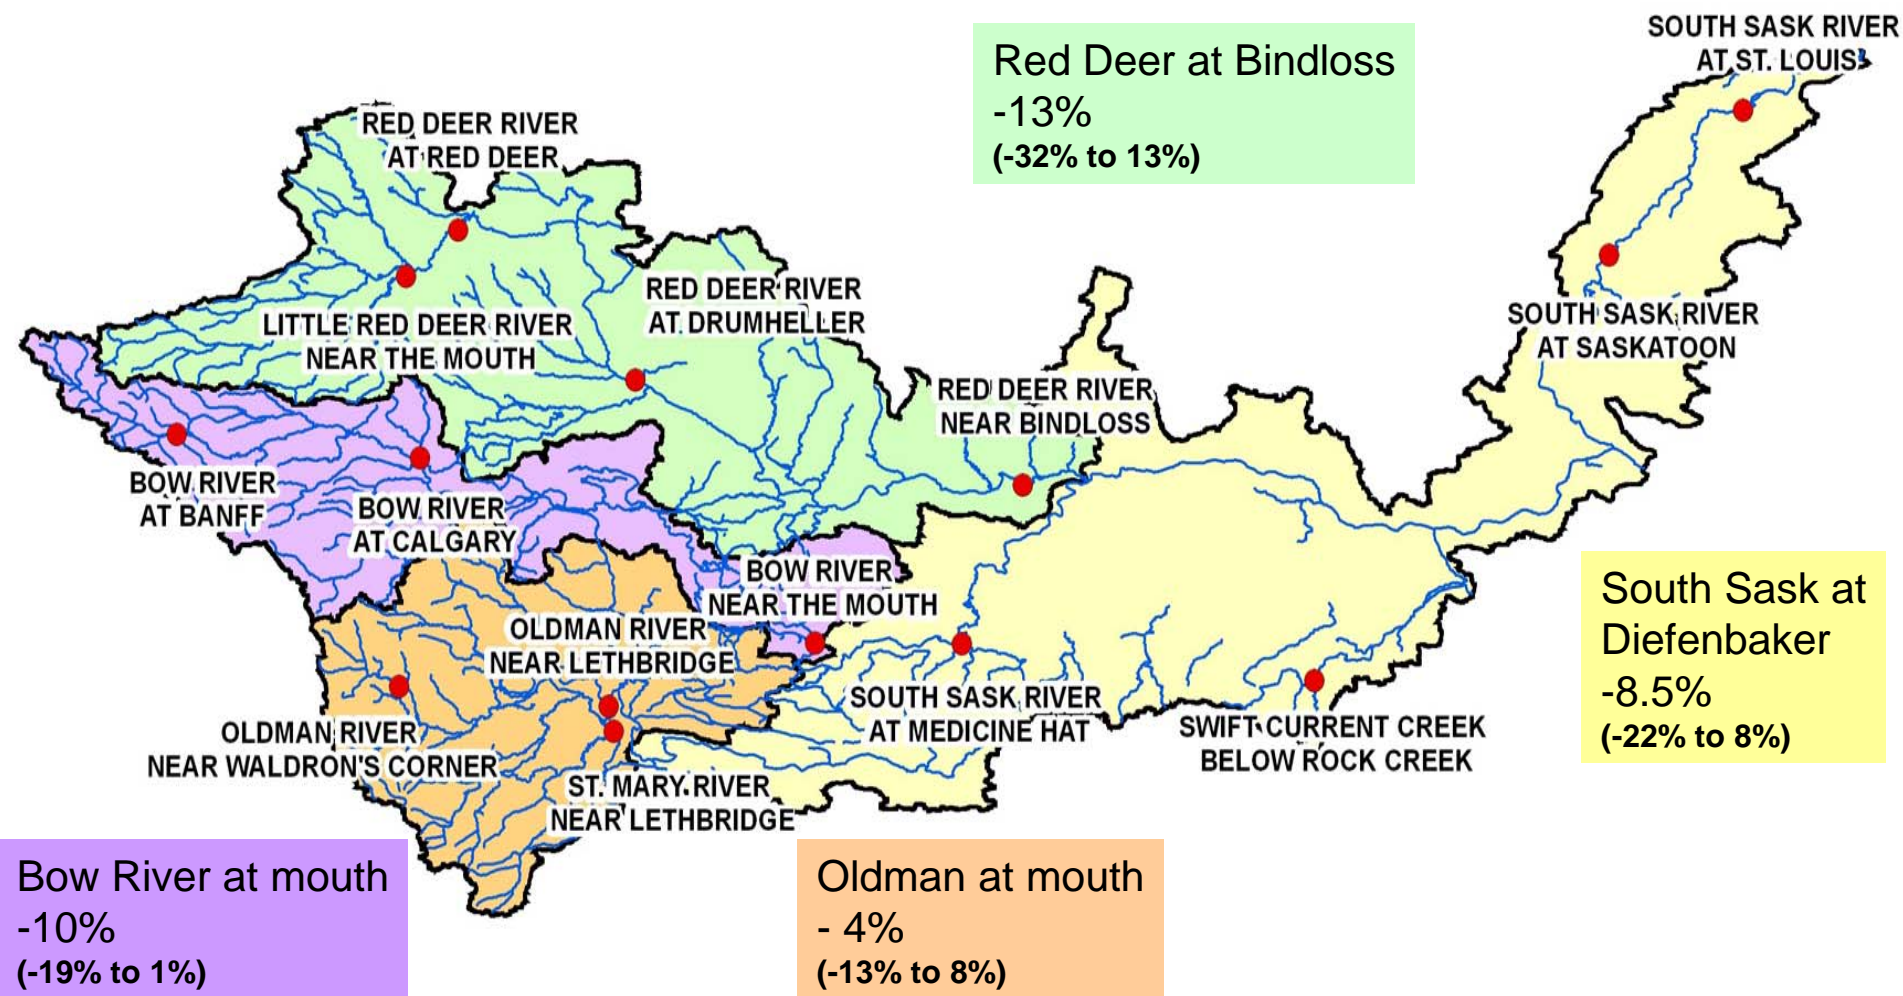 SOUTH SASK RIVER
AT ST. LOUIS
Red Deer at Bindloss
-13%
(-32% to 13%)
RED DEER RIVER
AT RED DEER
RED DEER RIVER
AT DRUMHELLER
LITTLE RED DEER RIVER
NEAR THE MOUTH
SOUTH SASK RIVER
AT SASKATOON
RED DEER RIVER
NEAR BINDLOSS
BOW RIVER
AT BANFF
BOW RIVER
AT CALGARY
BOW RIVER
NEAR THE MOUTH
South Sask at
Diefenbaker
-8.5%
(-22% to 8%)
OLDMAN RIVER
NEAR LETHBRIDGE
SOUTH SASK RIVER
AT MEDICINE HAT
SWIFT CURRENT CREEK
BELOW ROCK CREEK
OLDMAN RIVER
NEAR WALDRON'S CORNER
ST. MARY RIVER
NEAR LETHBRIDGE
Bow River at mouth
-10%
(-19% to 1%)
Oldman at mouth
- 4%
(-13% to 8%)